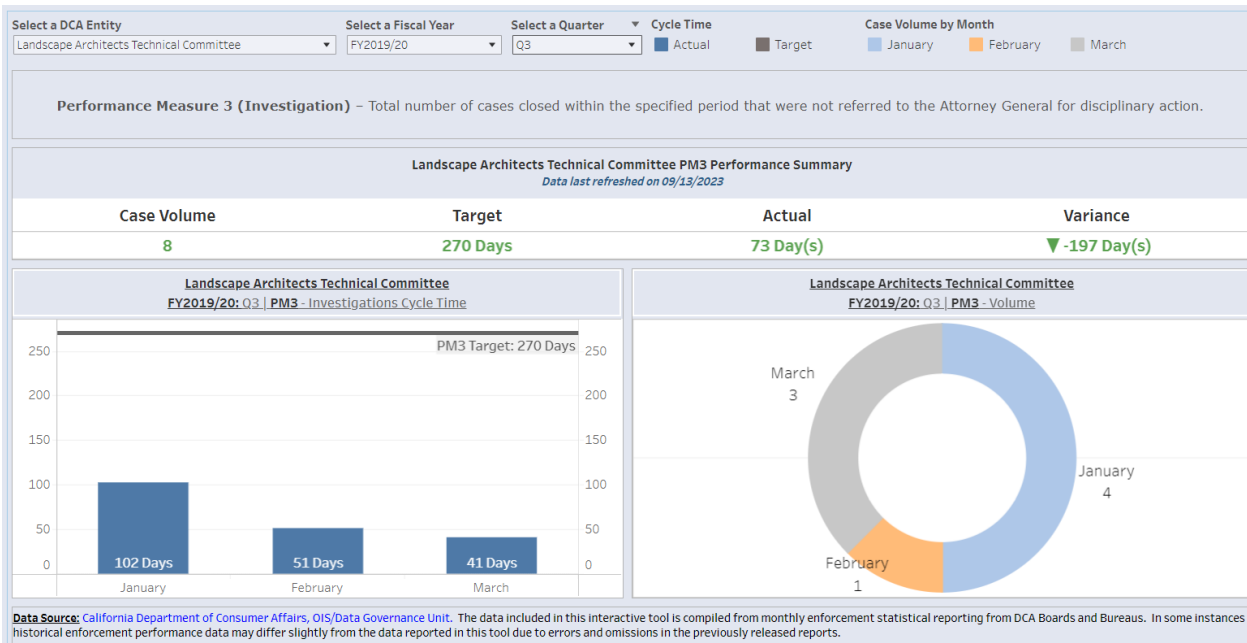 Select a DCA Entity
Select a Fiscal Year
Select a Quarter
Cycle Time
Case Volume by Month
Landscape Architects Technical Committee
FY2019/20
Q3
Actual
Target
January
February
March
Performance Measure 3 (Investigation) – Total number of cases closed within the specified period that were not referred to the Attorney General for disciplinary action.
Landscape Architects Technical Committee PM3 Performance Summary
Data last refreshed on 09/13/2023
Case Volume
Target
Actual
Variance
8
270 Days
73 Day(s)
▼ -197 Day(s)
Landscape Architects Technical Committee
FY2019/20: Q3 | PM3 - Investigations Cycle Time
PM3 Target: 270 Days
250
200
150
100
50
0
250
200
150
100
50
0
102 Days
51 Days
41 Days
January
February
March
Landscape Architects Technical Committee
FY2019/20: Q3 | PM3 - Volume
March
3
January
4
February
1
Data Source: California Department of Consumer Affairs, OIS/Data Governance Unit. The data included in this interactive tool is compiled from monthly enforcement statistical reporting from DCA Boards and Bureaus. In some instances
historical enforcement performance data may differ slightly from the data reported in this tool due to errors and omissions in the previously released reports.